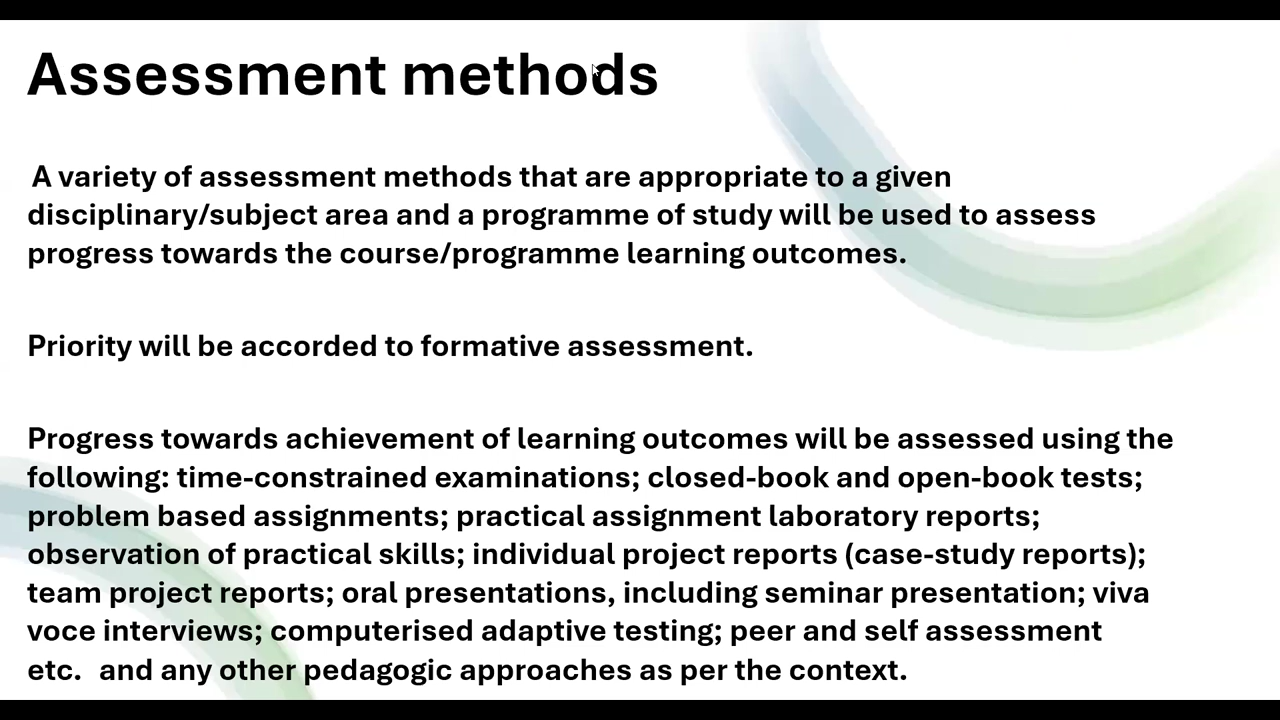 Assessment methods
A variety of assessment methods that are appropriate to a given
disciplinary/subject area and a programme of study will be used to assess
progress towards the course/programme learning outcomes.
Priority will be accorded to formative assessment.
Progress towards achievement of learning outcomes will be assessed using the
following: time-constrained examinations; closed-book and open-book tests;
problem based assignments; practical assignment laboratory reports;
observation of practical skills; individual project reports (case-study reports);
team project reports; oral presentations, including seminar presentation; viva
voce interviews; computerised adaptive testing; peer and self assessment
etc. and any other pedagogic approaches as per the context.